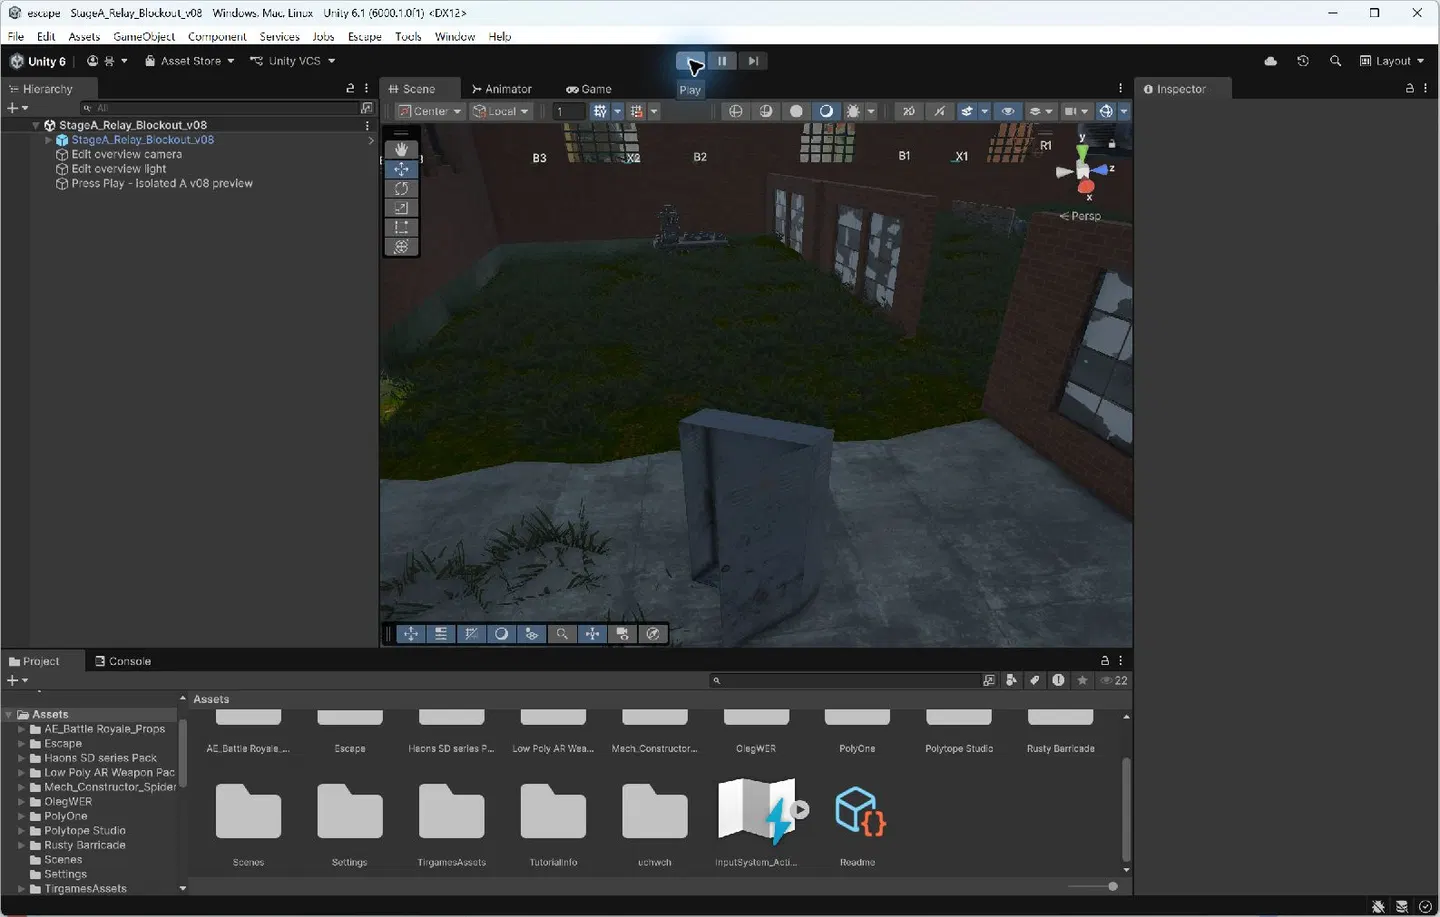 escape - StageA_Relay_Blockout_v08 - Windows, Mac, Linux - Unity 6.1 (6000.1.0f1) <DX12>
File Edit Assets GameObject Component Services Jobs Escape Tools Window Help
Unity 6 Asset Store Unity VCS Layout
Play
Hierarchy
All
StageA_Relay_Blockout_v08
StageA_Relay_Blockout_v08
Edit overview camera
Edit overview light
Press Play - Isolated A v08 preview
Scene Animator Game
Center Local 1 2D
B3 X2 B2 B1 X1 R1
y
z
x
Persp
Inspector
Project Console
22
Assets
AE_Battle Royale_Props
Escape
Haons SD series Pack
Low Poly AR Weapon Pac
Mech_Constructor_Spider
OlegWER
PolyOne
Polytope Studio
Rusty Barricade
Scenes
Settings
TirgamesAssets
Assets
AE_Battle Royale_... Escape Haons SD series P... Low Poly AR Wea... Mech_Constructor... OlegWER PolyOne Polytope Studio Rusty Barricade
Scenes Settings TirgamesAssets TutorialInfo uchwch InputSystem_Acti... Readme